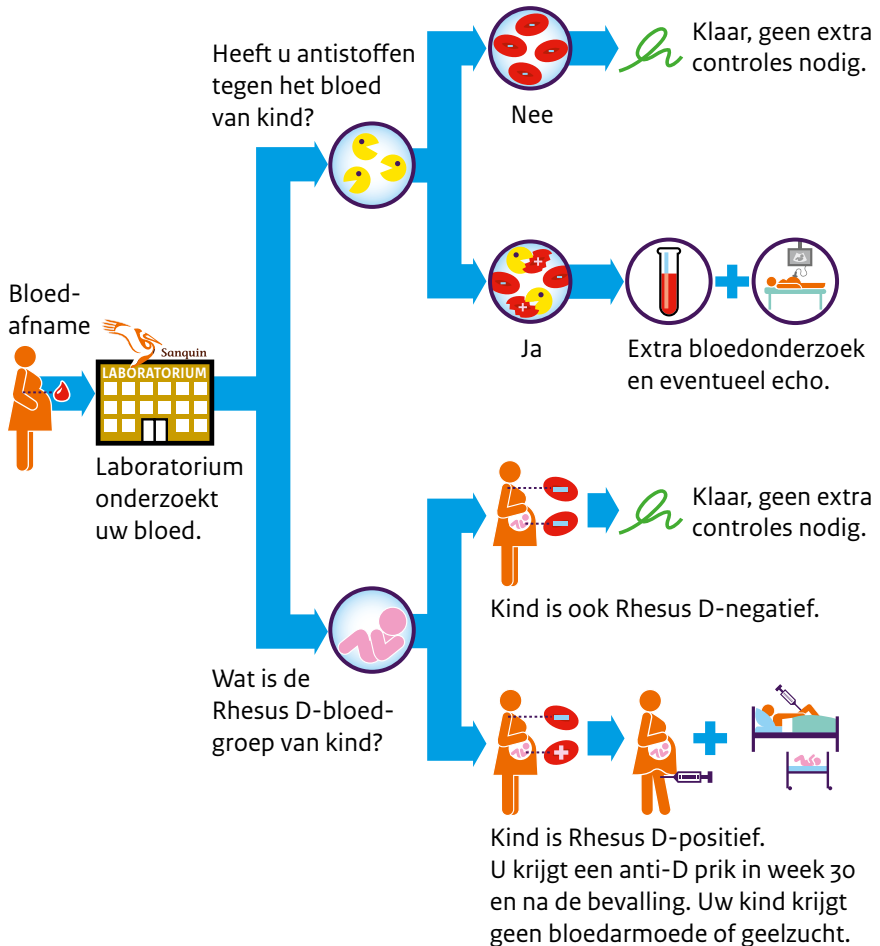 Heeft u antistoffen
tegen het bloed
van kind?
Nee
Klaar, geen extra
controles nodig.
Ja
Extra bloedonderzoek
en eventueel echo.
Bloed-
afname
Sanquin
LABORATORIUM
Laboratorium
onderzoekt
uw bloed.
Wat is de
Rhesus D-bloed-
groep van kind?
Klaar, geen extra
controles nodig.
Kind is ook Rhesus D-negatief.
Kind is Rhesus D-positief.
U krijgt een anti-D prik in week 30
en na de bevalling. Uw kind krijgt
geen bloedarmoede of geelzucht.